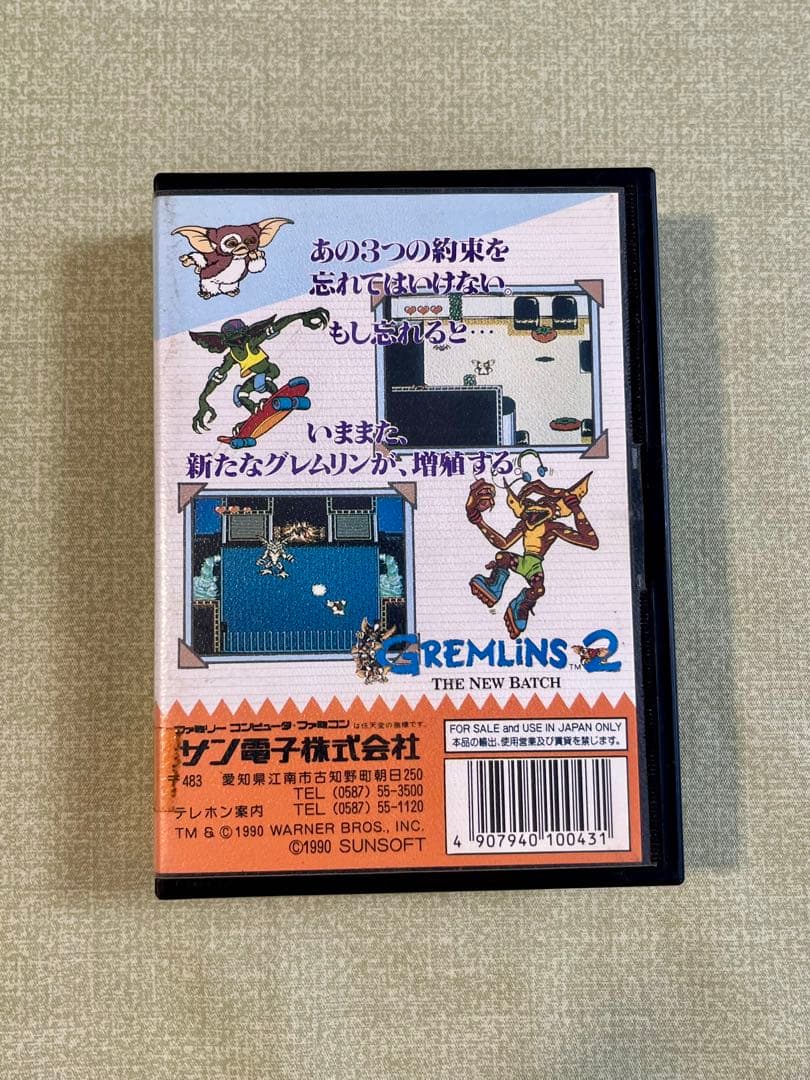 あの3つの約束を
忘れてはいけない。
もし忘れると…
いままた、
新たなグレムリンが、増殖する。
GREMLiNS 2
TM
THE NEW BATCH
ファミリー コンピュータ・ファミコン は任天堂の商標です。
サン電子株式会社
〒483 愛知県江南市古知野町朝日250
TEL (0587) 55-3500
テレホン案内 TEL (0587) 55-1120
TM & ©1990 WARNER BROS., INC.
©1990 SUNSOFT
FOR SALE and USE IN JAPAN ONLY
本品の輸出、使用営業及び賃貸を禁じます。
4 907940 100431